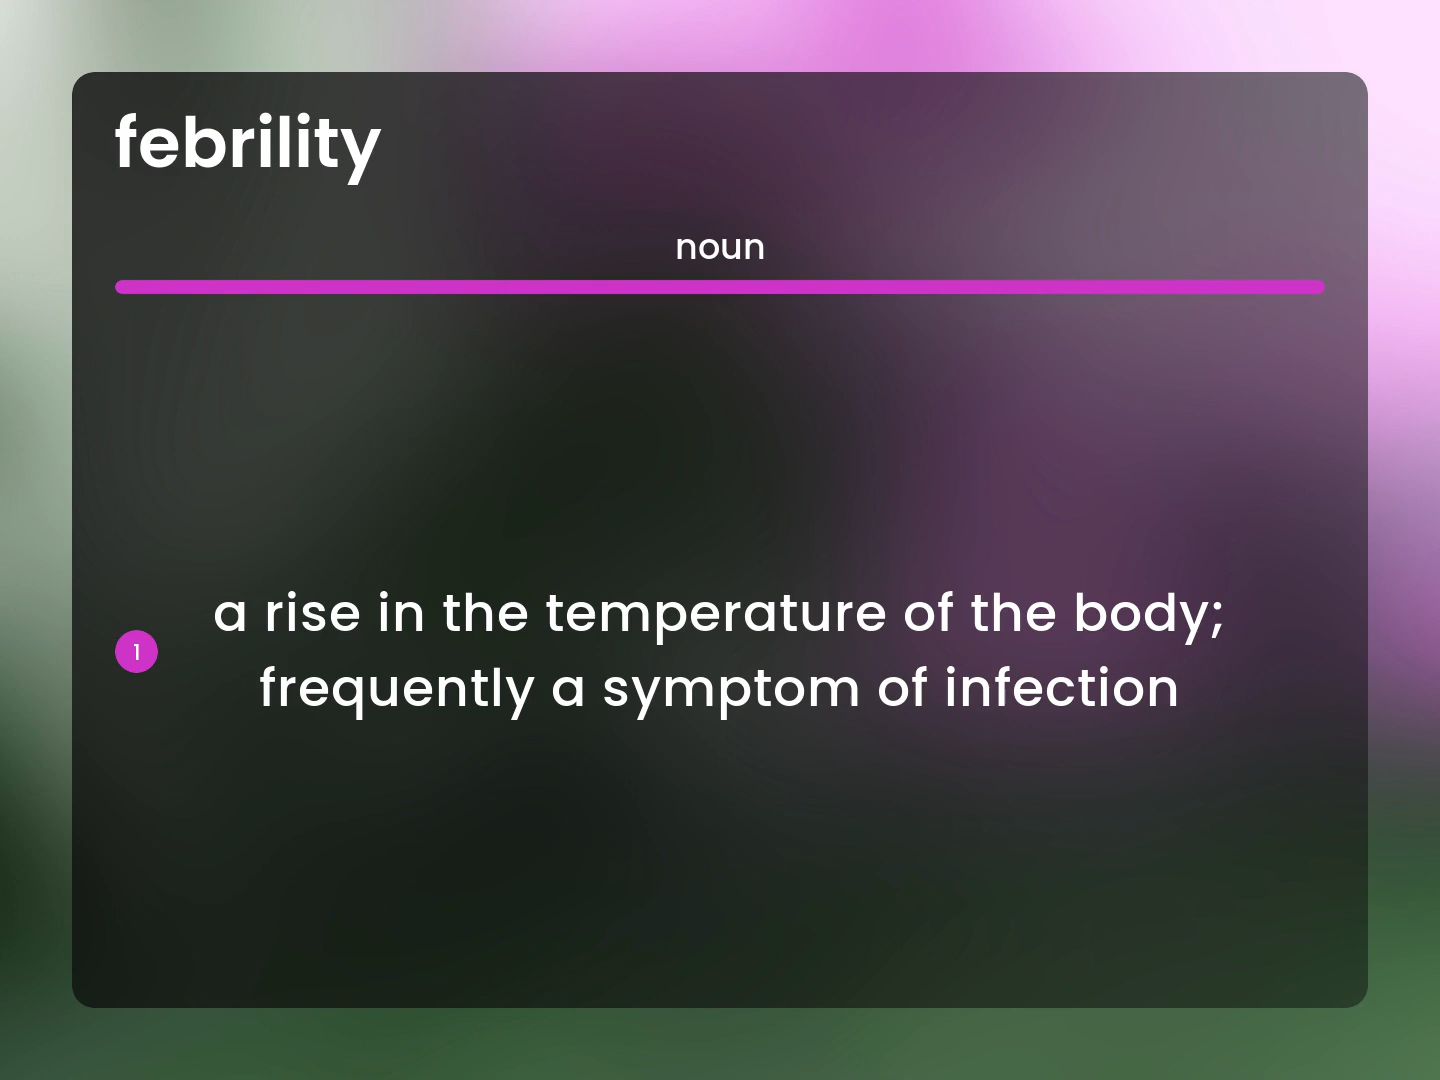 febrility
noun
1
a rise in the temperature of the body;
frequently a symptom of infection